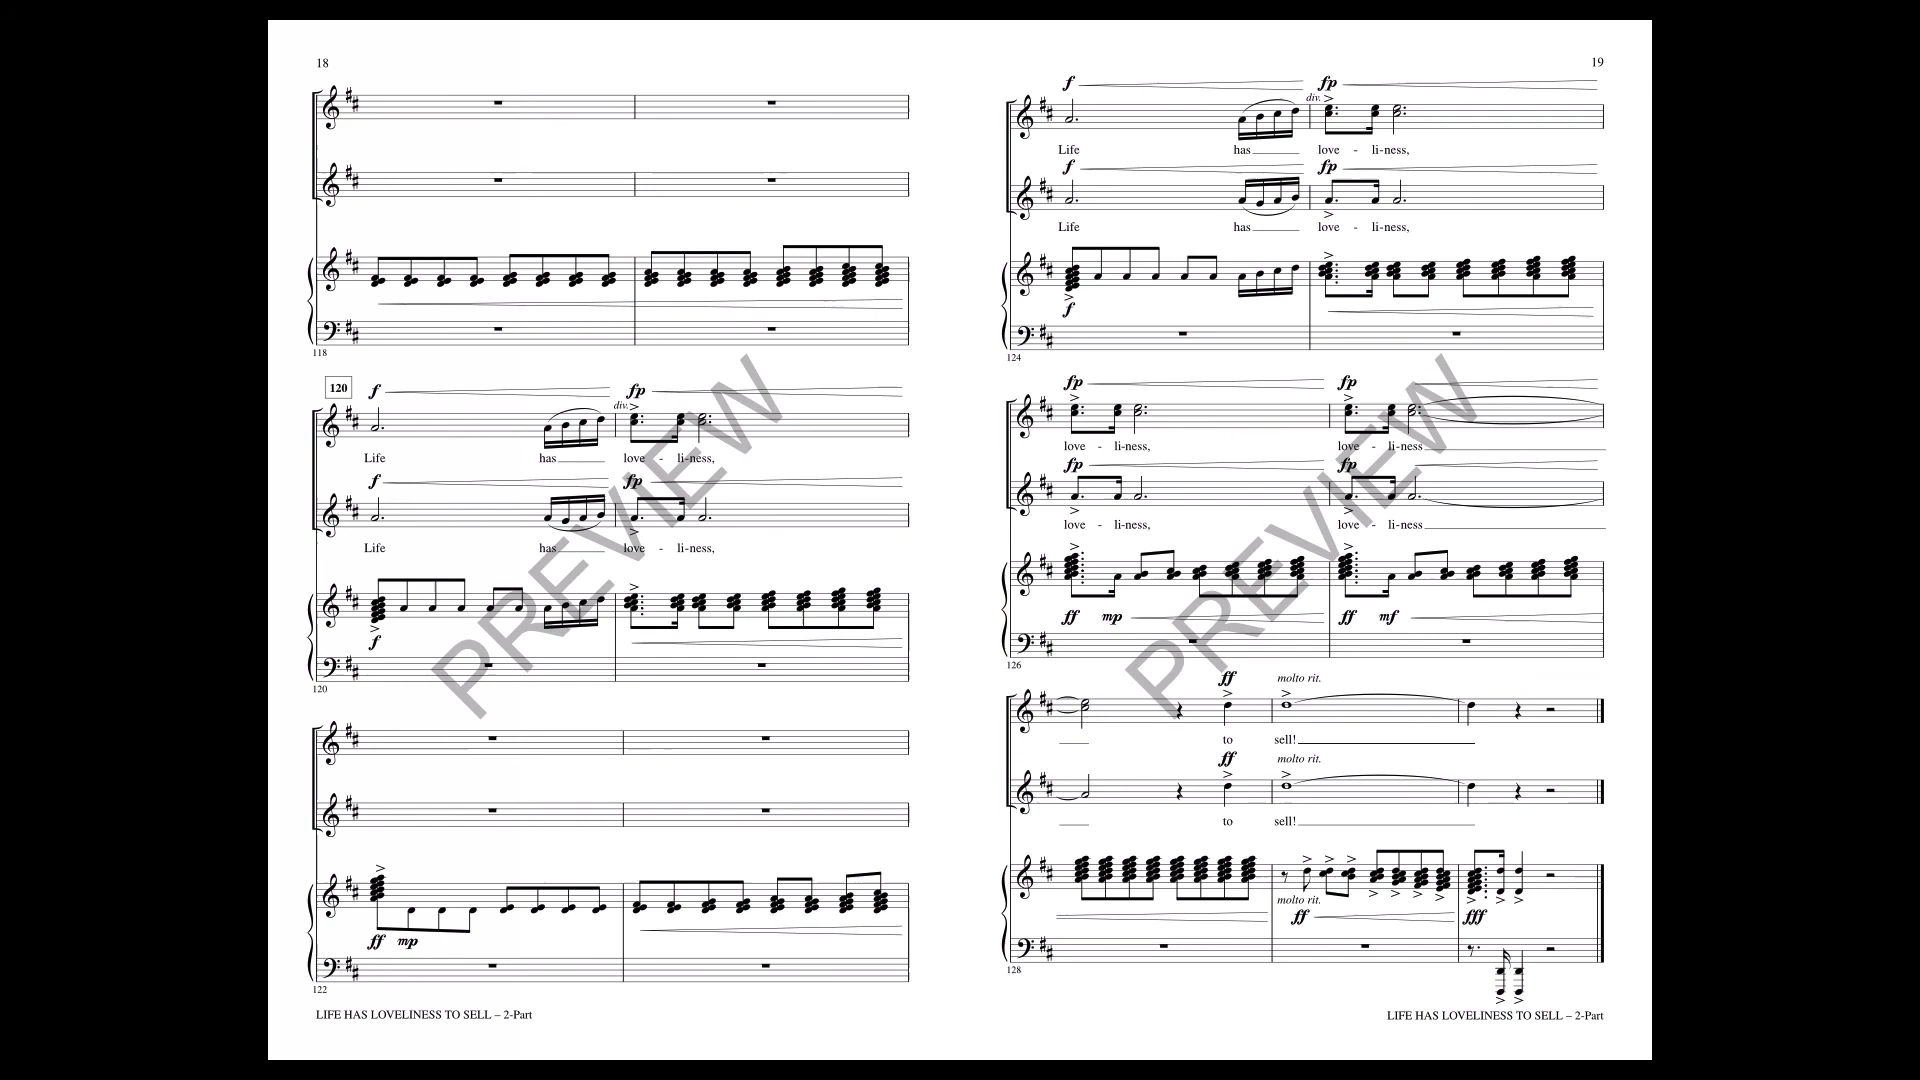 18
118
120
f fp
div.
Life has love - li-ness,
f fp
Life has love - li-ness,
f
120
ff mp
122
LIFE HAS LOVELINESS TO SELL – 2-Part
PREVIEW
19
f fp
div.
Life has love - li-ness,
f fp
Life has love - li-ness,
f
124
fp fp
love - li-ness, love - li-ness
fp fp
love - li-ness, love - li-ness
ff mp ff mf
126
ff molto rit.
to sell!
ff molto rit.
to sell!
molto rit.
ff fff
128
LIFE HAS LOVELINESS TO SELL – 2-Part
PREVIEW